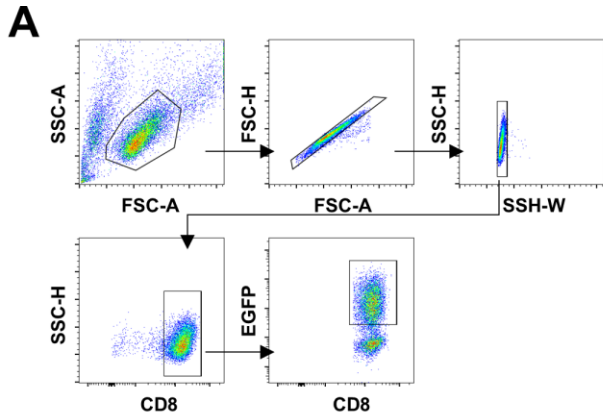 A
SSC-A
FSC-A
FSC-H
FSC-A
SSC-H
SSH-W
SSC-H
CD8
EGFP
CD8